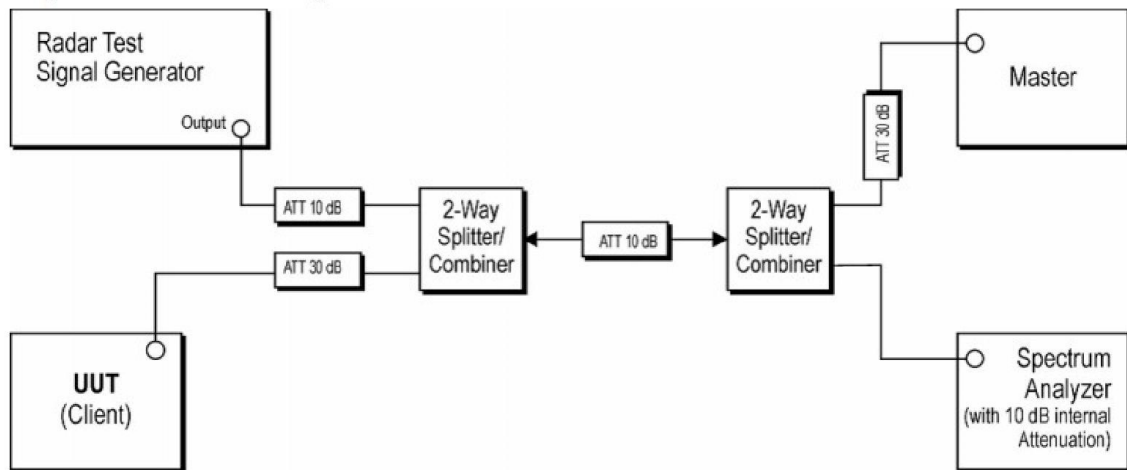 Radar Test
Signal Generator
Output
ATT 10 dB
ATT 30 dB
2-Way
Splitter/
Combiner
ATT 10 dB
2-Way
Splitter/
Combiner
ATT 30 dB
Master
UUT
(Client)
Spectrum
Analyzer
(with 10 dB internal
Attenuation)